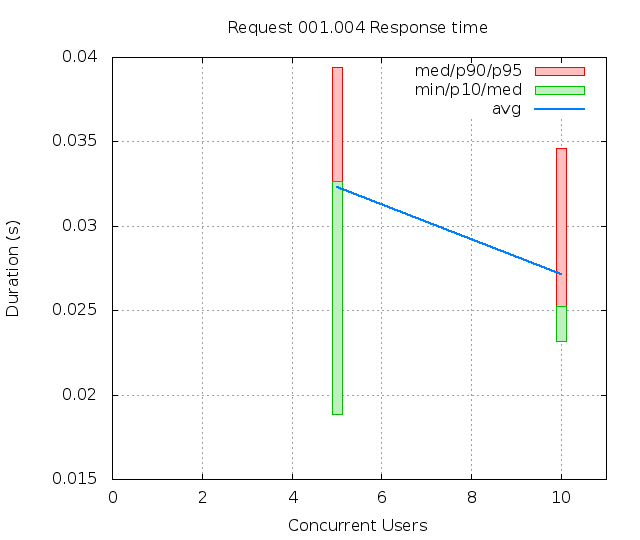 Request 001.004 Response time
0.04
0.035
0.03
0.025
0.02
0.015
Duration (s)
med/p90/p95
min/p10/med
avg
0 2 4 6 8 10
Concurrent Users